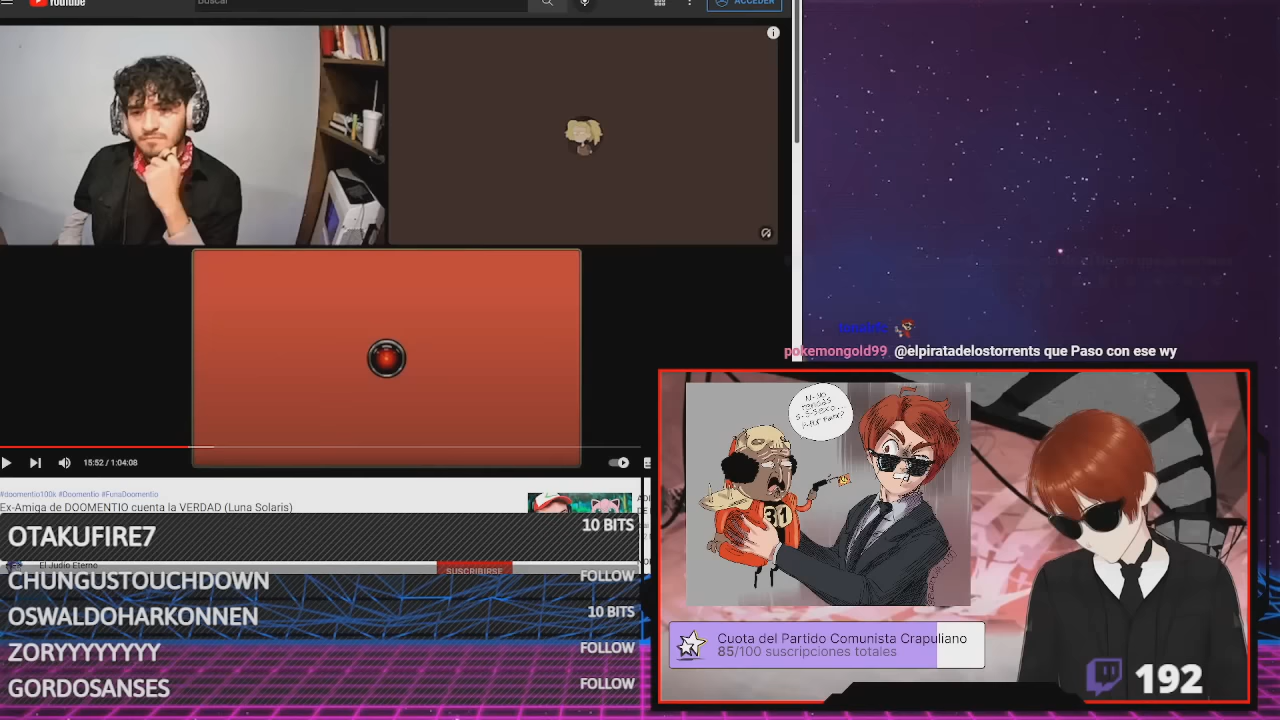 YouTube
Buscar
ACCEDER
pokemongold99 @elpiratadelostorrents que Paso con ese wy
15:52 / 1:04:08
#doomentio100k #Doomentio #FunaDoomentio
Ex-Amiga de DOOMENTIO cuenta la VERDAD (Luna Solaris)
OTAKUFIRE7 10 BITS
El Judío Eterno
SUSCRIBIRSE
CHUNGUSTOUCHDOWN FOLLOW
OSWALDOHARKONNEN 10 BITS
ZORYYYYYYY FOLLOW
GORDOSANSES FOLLOW
31
Cuota del Partido Comunista Crapuliano
85/100 suscripciones totales
192